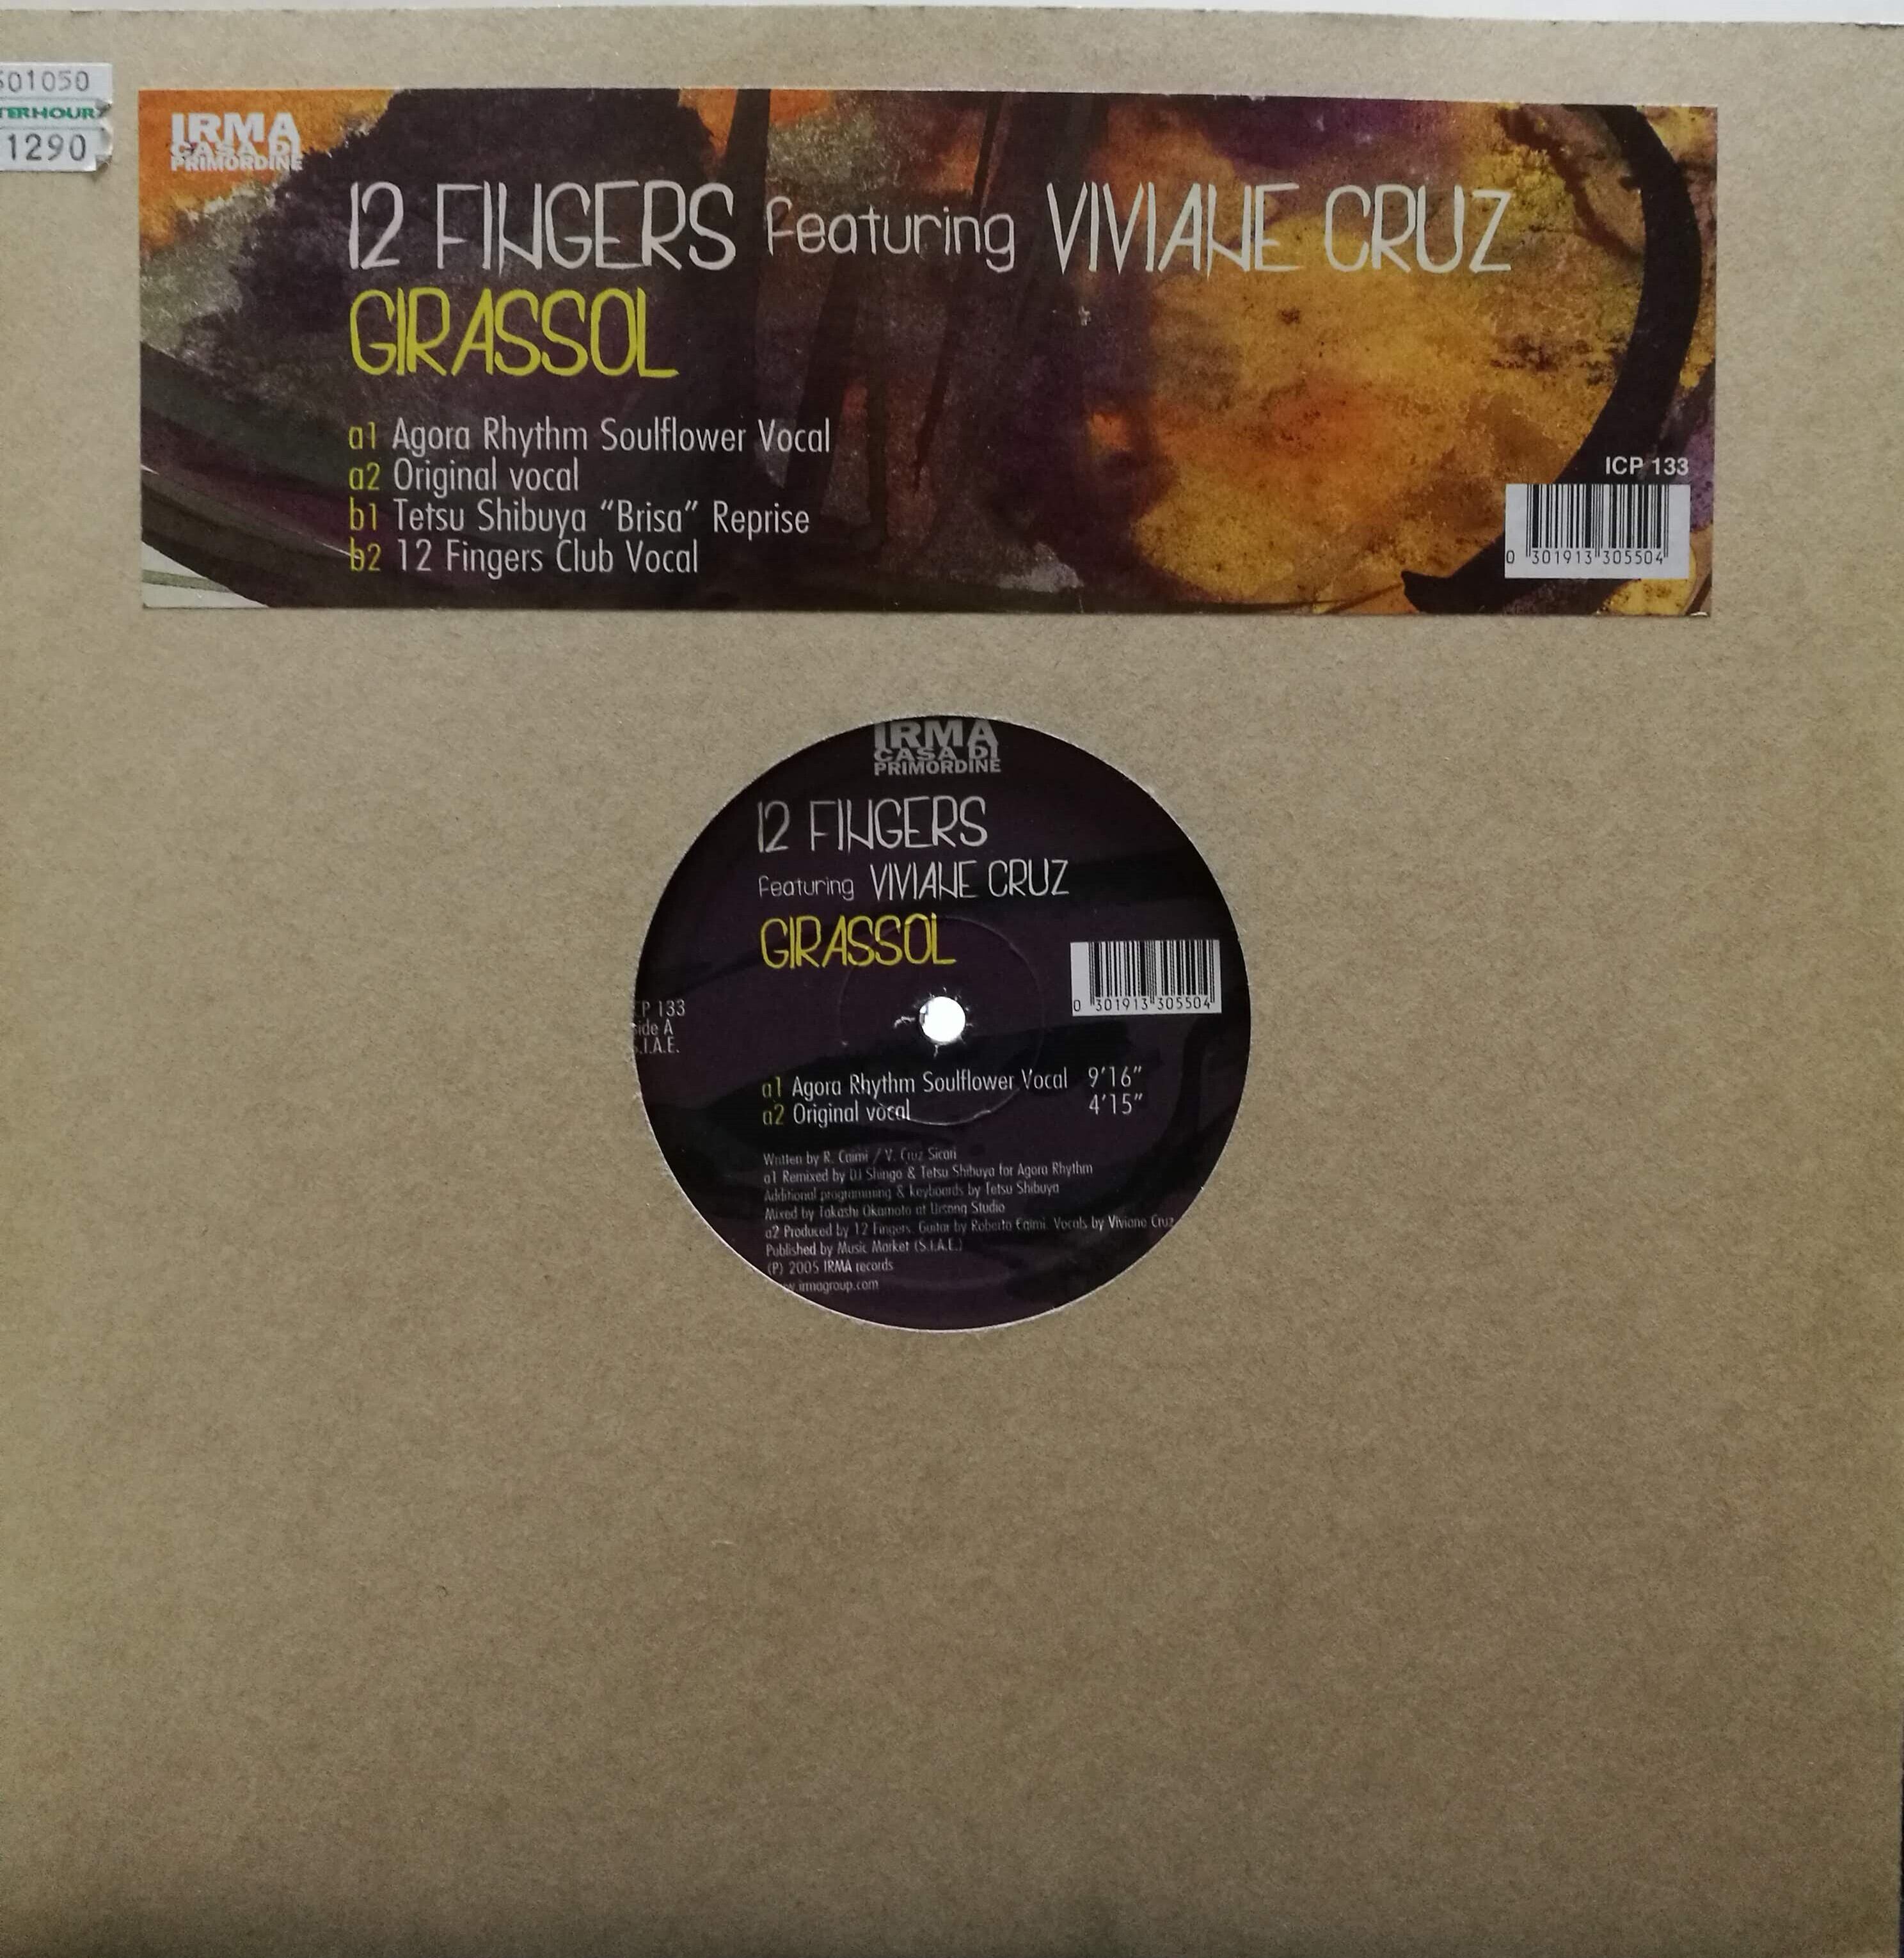 01050
TERHOUR
1290
IRMA
CASA DI
PRIMORDINE
12 FINGERS featuring VIVIANE CRUZ
GIRASSOL
a1 Agora Rhythm Soulflower Vocal
a2 Original vocal
b1 Tetsu Shibuya “Brisa” Reprise
b2 12 Fingers Club Vocal
ICP 133
0 301913 305504
IRMA
CASA DI
PRIMORDINE
12 FINGERS
featuring VIVIANE CRUZ
GIRASSOL
0 301913 305504
P 133
ide A
.I.A.E.
a1 Agora Rhythm Soulflower Vocal 9’16”
a2 Original vocal 4’15”
Written by R. Caimi / V. Cruz Sicari
a1 Remixed by DJ Shingo & Tetsu Shibuya for Agora Rhythm
Additional programming & keyboards by Tetsu Shibuya
Mixed by Takashi Okamoto at Ursong Studio
a2 Produced by 12 Fingers. Guitar by Roberto Caimi. Vocals by Viviane Cruz
Published by Music Market (S.I.A.E.)
(P) 2005 IRMA records
w.irmagroup.com